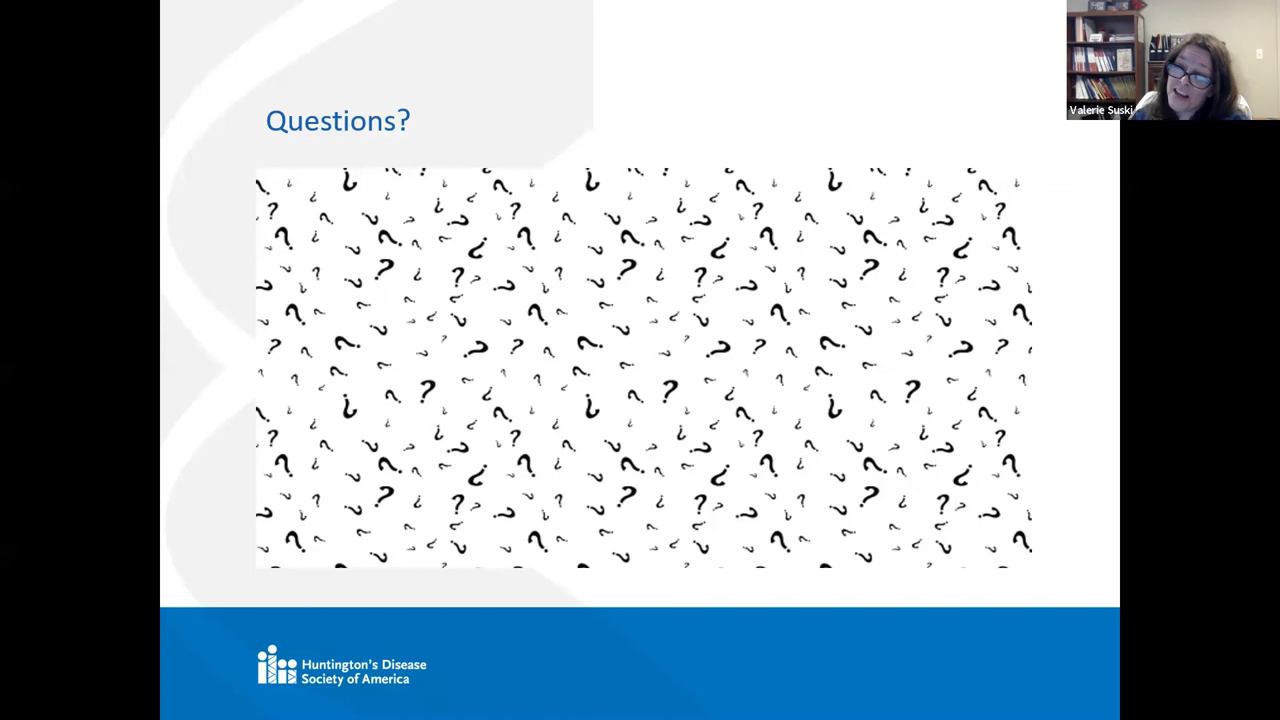 Questions?
Valerie Suski
Huntington's Disease
Society of America